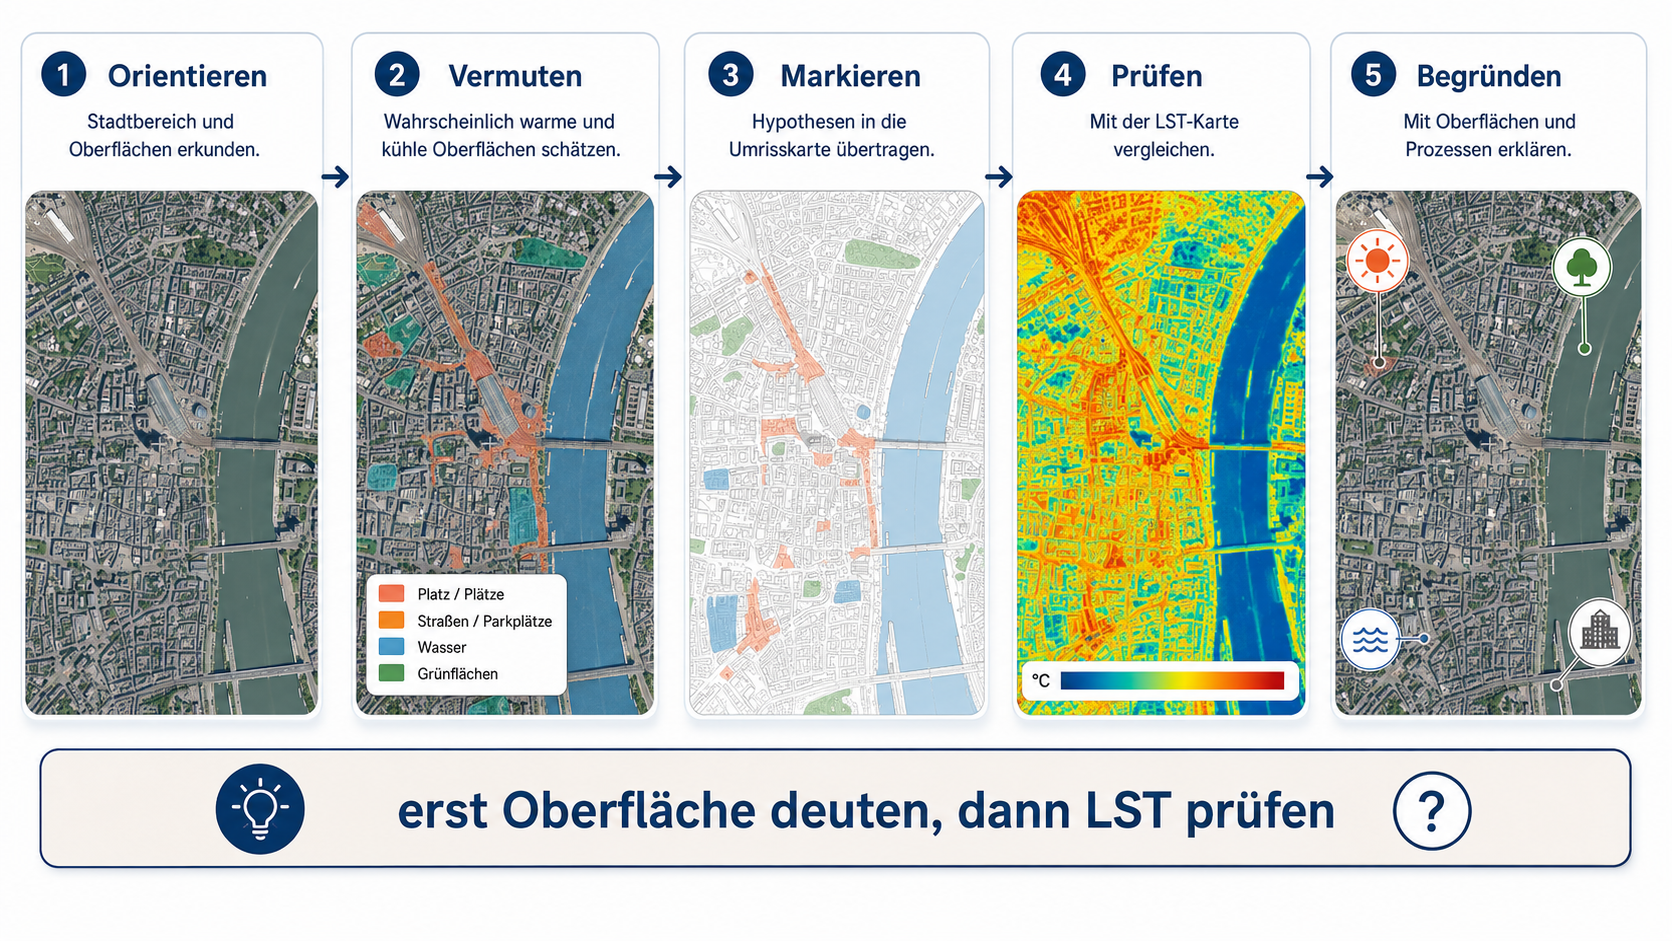 1 Orientieren
Stadtbereich und
Oberflächen erkunden.
2 Vermuten
Wahrscheinlich warme und
kühle Oberflächen schätzen.
Platz / Plätze
Straßen / Parkplätze
Wasser
Grünflächen
3 Markieren
Hypothesen in die
Umrisskarte übertragen.
4 Prüfen
Mit der LST-Karte
vergleichen.
°C
5 Begründen
Mit Oberflächen und
Prozessen erklären.
erst Oberfläche deuten, dann LST prüfen
?